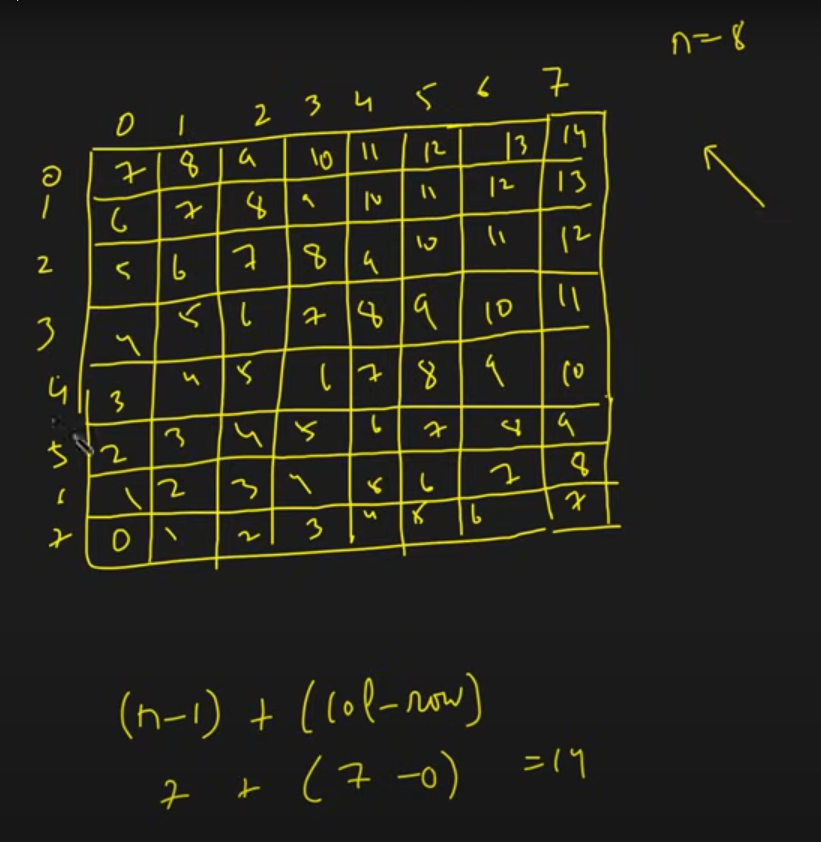 n=8
0 1 2 3 4 5 6 7
0 7 8 9 10 11 12 13 14
1 6 7 8 9 10 11 12 13
2 5 6 7 8 9 10 11 12
3 4 5 6 7 8 9 10 11
4 3 4 5 6 7 8 9 10
5 2 3 4 5 6 7 8 9
6 1 2 3 4 5 6 7 8
7 0 1 2 3 4 5 6 7
(n-1) + (col-row)
7 + (7-0) =14